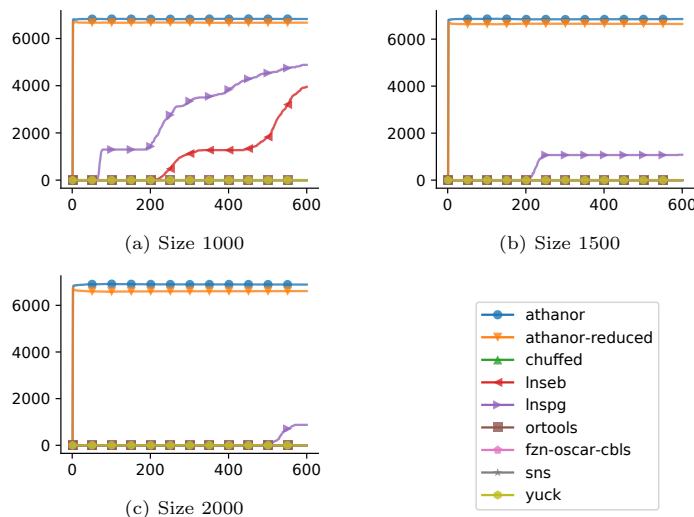 6000
4000
2000
0
0 200 400 600
(a) Size 1000
6000
4000
2000
0
0 200 400 600
(b) Size 1500
6000
4000
2000
0
0 200 400 600
(c) Size 2000
athanor
athanor-reduced
chuffed
lnseb
lnspg
ortools
fzn-oscar-cbls
sns
yuck